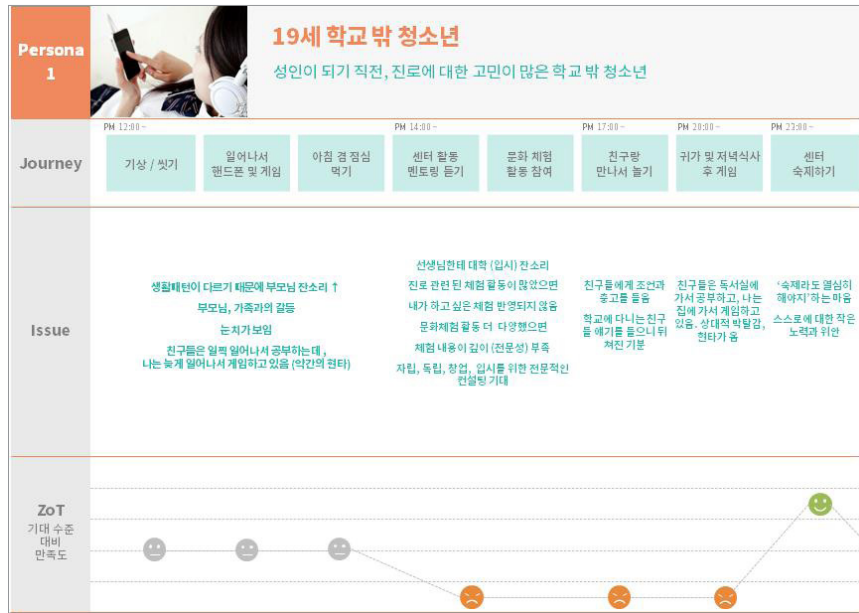 Persona
1
19세 학교 밖 청소년
성인이 되기 직전, 진로에 대한 고민이 많은 학교 밖 청소년
Journey
PM 12:00 ~
기상 / 씻기
일어나서
핸드폰 및 게임
아침 겸 점심
먹기
PM 14:00 ~
센터 활동
멘토링 듣기
문화 체험
활동 참여
PM 17:00 ~
친구랑
만나서 놀기
PM 20:00 ~
귀가 및 저녁식사
후 게임
PM 23:00 ~
센터
숙제하기
Issue
생활패턴이 다르기 때문에 부모님 잔소리 ↑
부모님, 가족과의 갈등
눈치가 보임
친구들은 일찍 일어나서 공부하는데 ,
나는 늦게 일어나서 게임하고 있음 (약간의 현타)
선생님한테 대학 (입시) 잔소리
진로 관련 된 체험 활동이 많았으면
내가 하고 싶은 체험 반영되지 않음
문화체험 활동 더 다양했으면
체험 내용이 깊이 (전문성) 부족
자립, 독립, 창업, 입시를 위한 전문적인
컨설팅 기대
친구들에게 조언과
충고를 들음
학교에 다니는 친구
들 얘기를 들으니 뒤
쳐진 기분
친구들은 독서실에
가서 공부하고, 나는
집에 가서 게임하고
있음. 상대적 박탈감,
현타가 옴
‘숙제라도 열심히
해야지’하는 마음
스스로에 대한 작은
노력과 위안
ZoT
기대 수준
대비
만족도